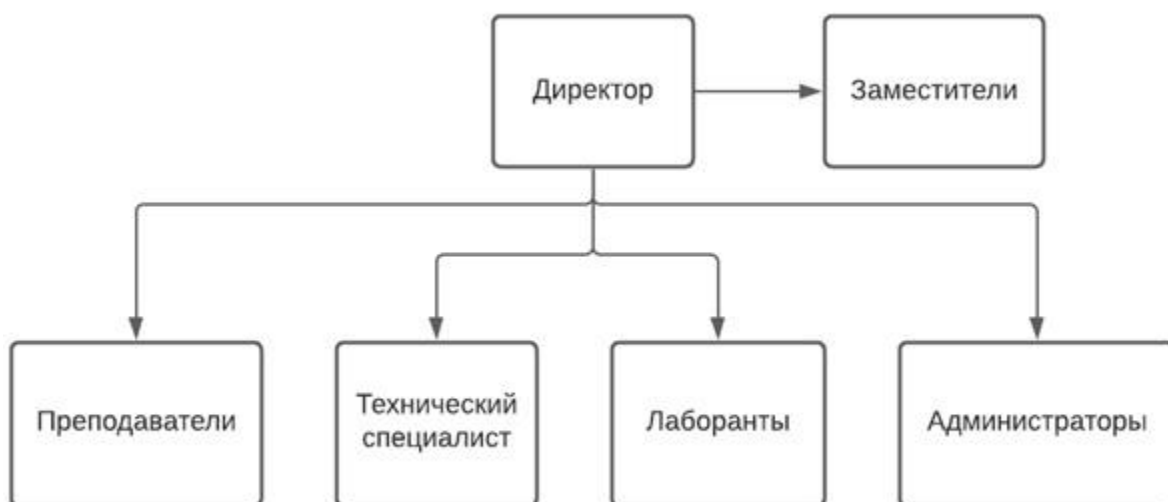 Директор
Заместители
Преподаватели
Технический
специалист
Лаборанты
Администраторы